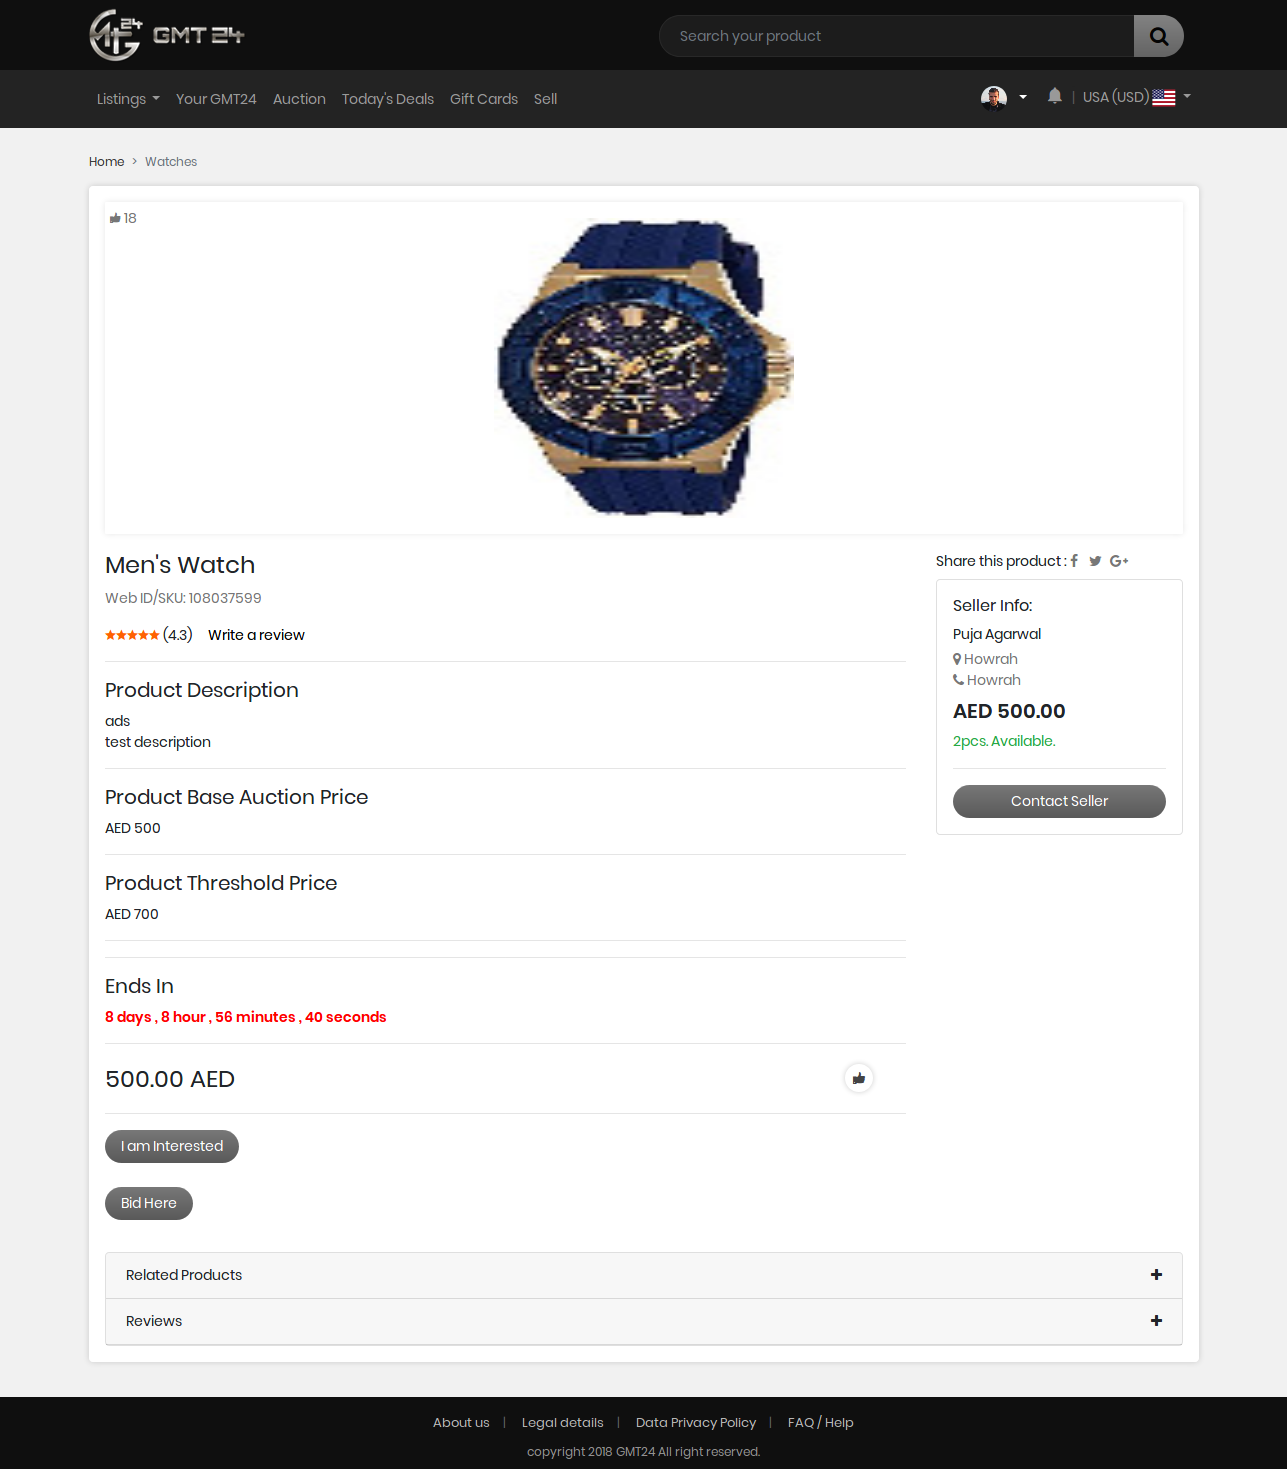 24 GMT 24
Search your product
Listings Your GMT24 Auction Today's Deals Gift Cards Sell
| USA (USD)
Home > Watches
18
Men's Watch
Web ID/SKU: 108037599
(4.3) Write a review
Product Description
ads
test description
Product Base Auction Price
AED 500
Product Threshold Price
AED 700
Ends In
8 days , 8 hour , 56 minutes , 40 seconds
500.00 AED
I am Interested
Bid Here
Share this product :
Seller Info:
Puja Agarwal
Howrah
Howrah
AED 500.00
2pcs. Available.
Contact Seller
Related Products +
Reviews +
About us | Legal details | Data Privacy Policy | FAQ / Help
copyright 2018 GMT24 All right reserved.